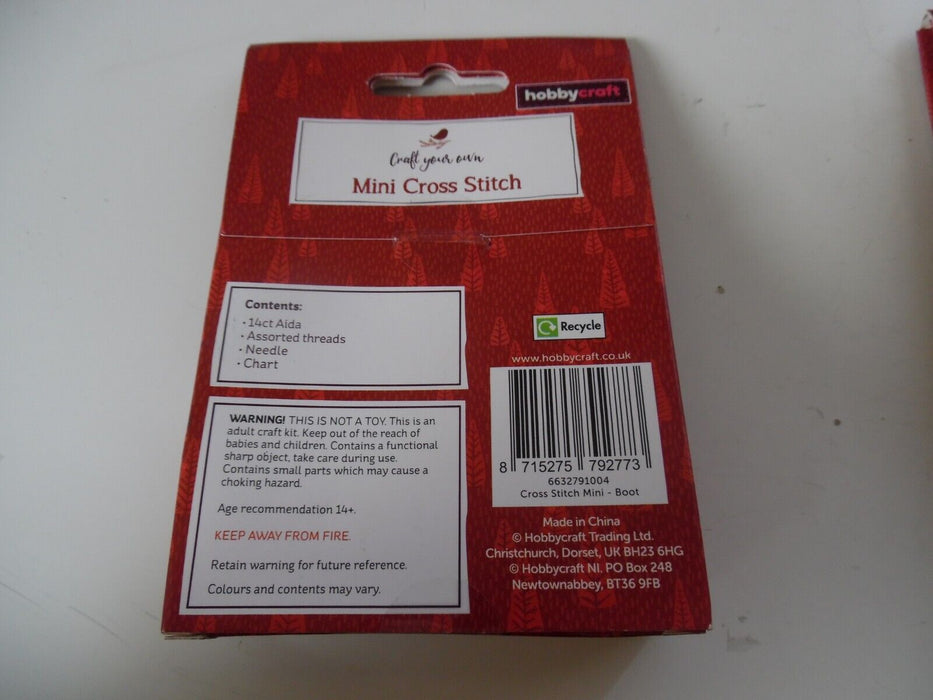 hobbycraft
Craft your own
Mini Cross Stitch
Contents:
• 14ct Aida
• Assorted threads
• Needle
• Chart
WARNING! THIS IS NOT A TOY. This is an
adult craft kit. Keep out of the reach of
babies and children. Contains a functional
sharp object, take care during use.
Contains small parts which may cause a
choking hazard.
Age recommendation 14+.
KEEP AWAY FROM FIRE.
Retain warning for future reference.
Colours and contents may vary.
Recycle
www.hobbycraft.co.uk
8 715275 792773
6632791004
Cross Stitch Mini - Boot
Made in China
© Hobbycraft Trading Ltd.
Christchurch, Dorset, UK BH23 6HG
© Hobbycraft NI. PO Box 248
Newtownabbey, BT36 9FB